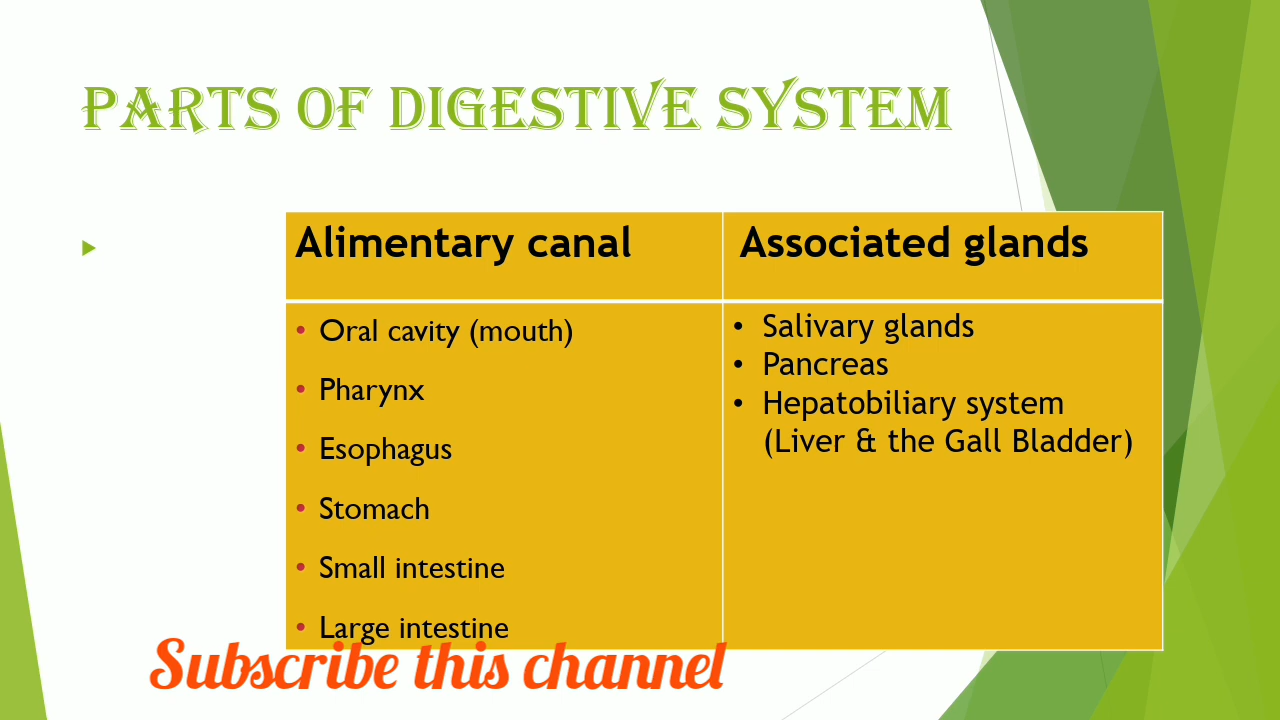 PARTS OF DIGESTIVE SYSTEM
Alimentary canal
Associated glands
• Oral cavity (mouth)
• Pharynx
• Esophagus
• Stomach
• Small intestine
• Large intestine
• Salivary glands
• Pancreas
• Hepatobiliary system
(Liver & the Gall Bladder)
Subscribe this channel